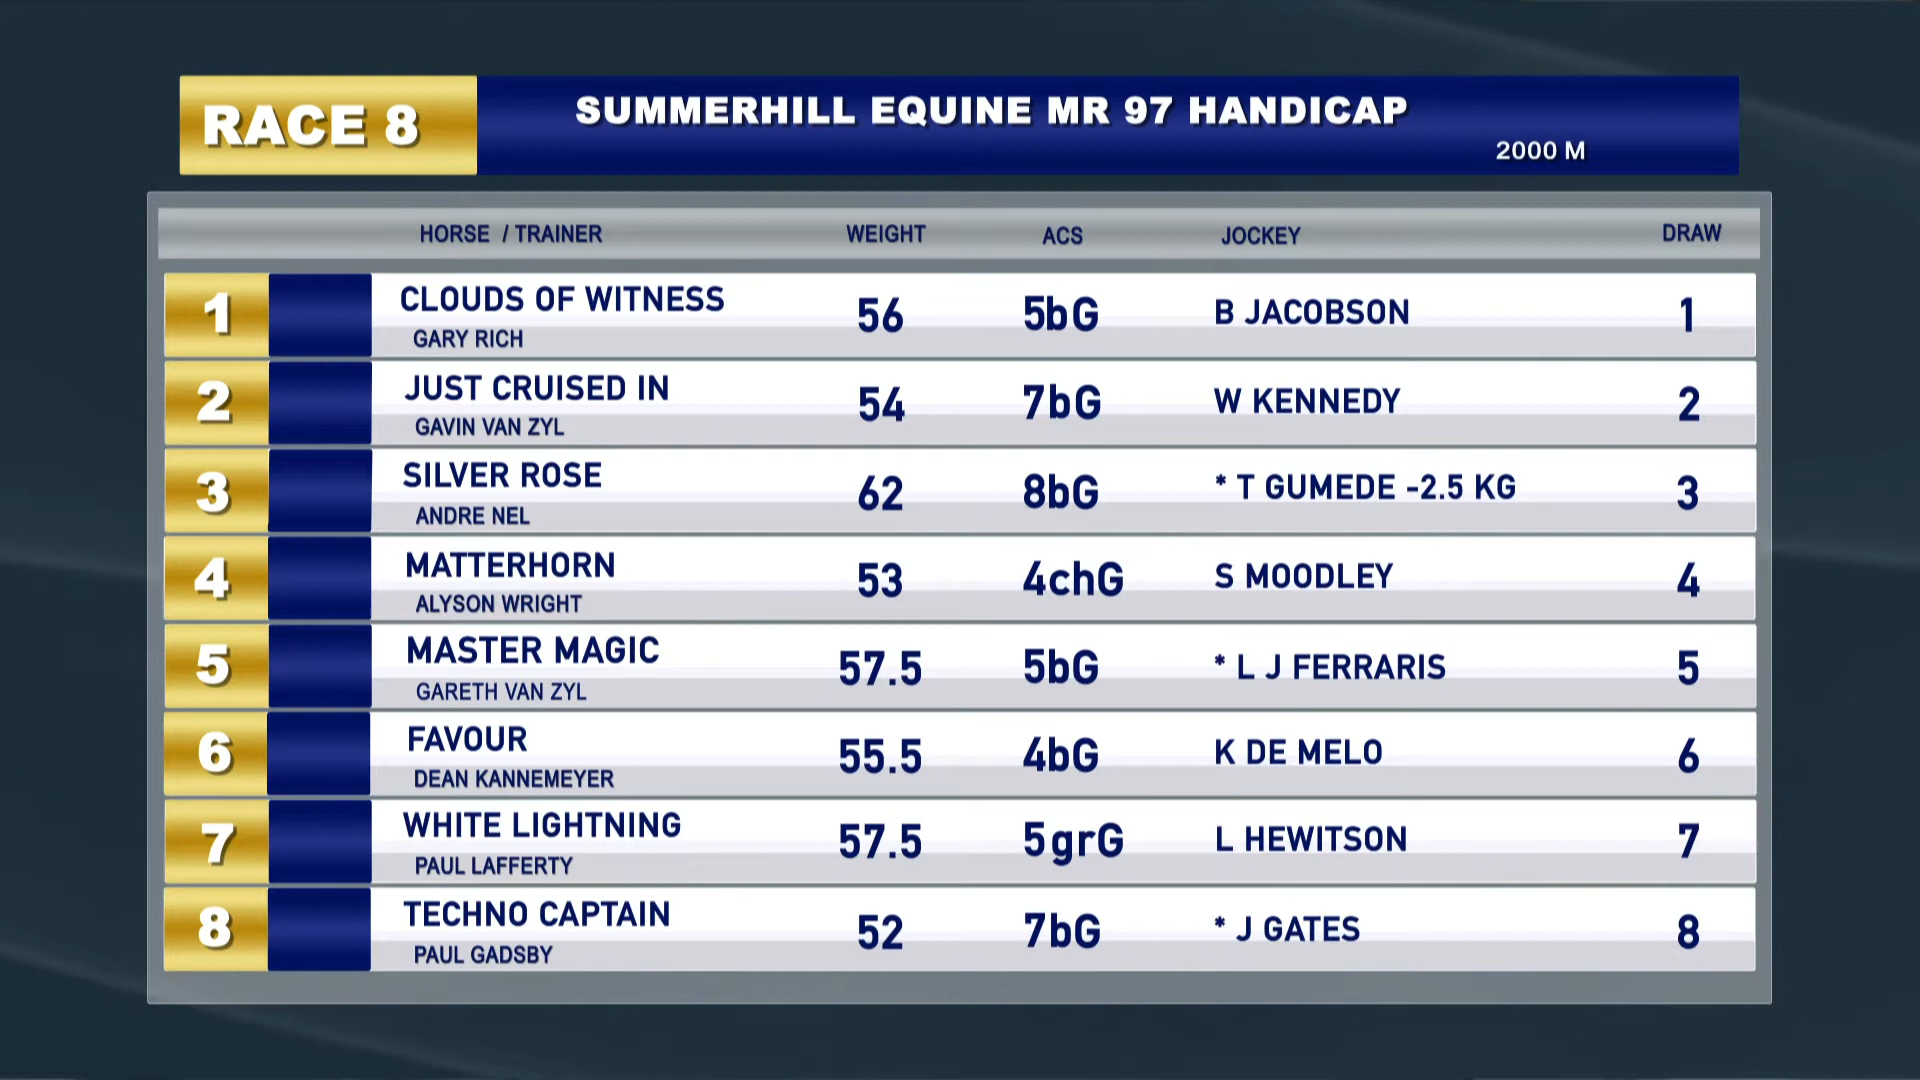 RACE 8
SUMMERHILL EQUINE MR 97 HANDICAP
2000 M
HORSE / TRAINER WEIGHT ACS JOCKEY DRAW
1 CLOUDS OF WITNESS 56 5bG B JACOBSON 1
GARY RICH
2 JUST CRUISED IN 54 7bG W KENNEDY 2
GAVIN VAN ZYL
3 SILVER ROSE 62 8bG * T GUMEDE -2.5 KG 3
ANDRE NEL
4 MATTERHORN 53 4chG S MOODLEY 4
ALYSON WRIGHT
5 MASTER MAGIC 57.5 5bG * L J FERRARIS 5
GARETH VAN ZYL
6 FAVOUR 55.5 4bG K DE MELO 6
DEAN KANNEMEYER
7 WHITE LIGHTNING 57.5 5grG L HEWITSON 7
PAUL LAFFERTY
8 TECHNO CAPTAIN 52 7bG * J GATES 8
PAUL GADSBY